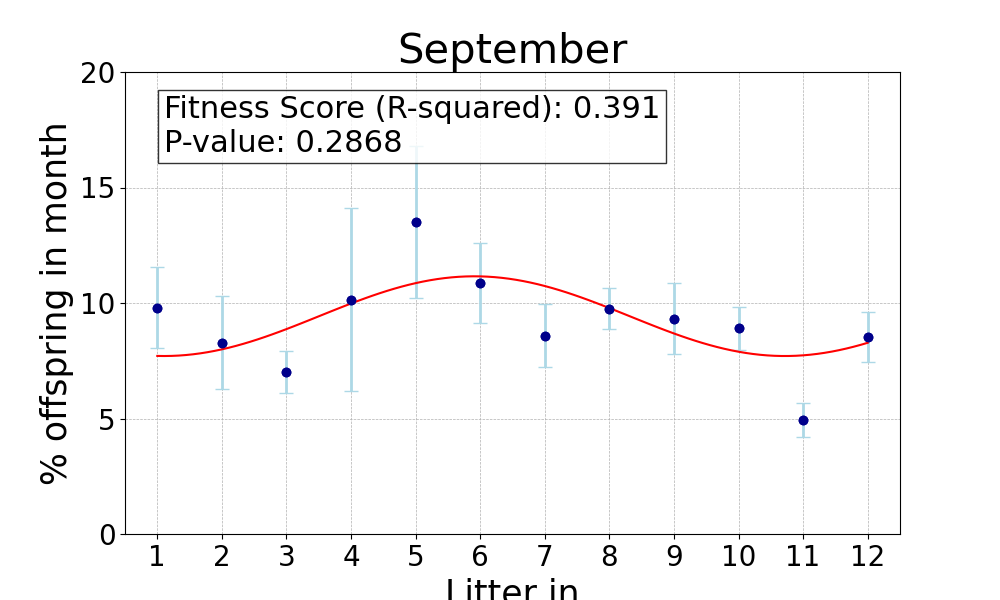 September
Fitness Score (R-squared): 0.391
P-value: 0.2868
% offspring in month
20
15
10
5
0
1 2 3 4 5 6 7 8 9 10 11 12
Litter in